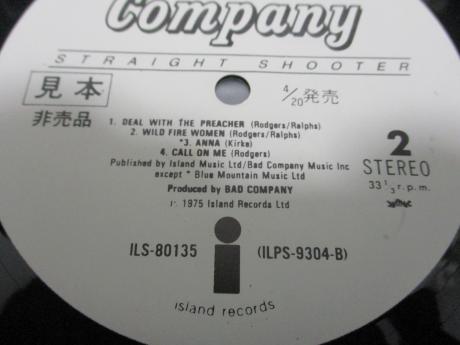 Company
STRAIGHT SHOOTER
見本
非売品
4/20発売
1. DEAL WITH THE PREACHER (Rodgers/Ralphs)
2. WILD FIRE WOMEN (Rodgers/Ralphs)
*3. ANNA (Kirke)
4. CALL ON ME (Rodgers)
Published by Island Music Ltd/Bad Company Music Inc
except * Blue Mountain Music Ltd
Produced by BAD COMPANY
℗ 1975 Island Records Ltd
2
STEREO
33 1/3 r.p.m.
ILS-80135
(ILPS-9304-B)
island records